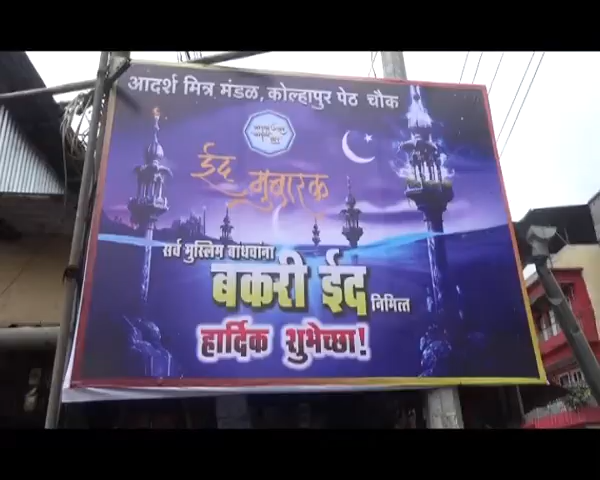 आदर्श मित्र मंडळ, कोल्हापुर पेठ चौक
ईद मुबारक
सर्व मुस्लिम बांधवांना
बकरी ईद निमित्त
हार्दिक शुभेच्छा!